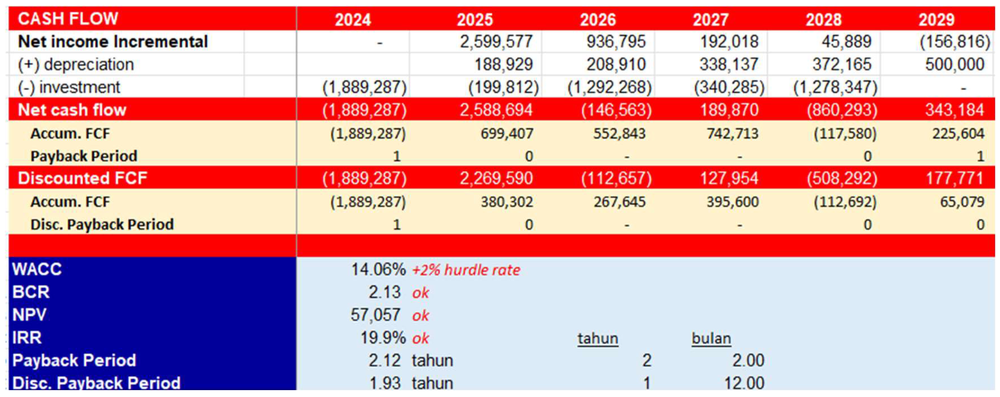 CASH FLOW 2024 2025 2026 2027 2028 2029
Net income Incremental - 2,599,577 936,795 192,018 45,889 (156,816)
(+) depreciation 188,929 208,910 338,137 372,165 500,000
(-) investment (1,889,287) (199,812) (1,292,268) (340,285) (1,278,347) -
Net cash flow (1,889,287) 2,588,694 (146,563) 189,870 (860,293) 343,184
Accum. FCF (1,889,287) 699,407 552,843 742,713 (117,580) 225,604
Payback Period 1 0 - - 0 1
Discounted FCF (1,889,287) 2,269,590 (112,657) 127,954 (508,292) 177,771
Accum. FCF (1,889,287) 380,302 267,645 395,600 (112,692) 65,079
Disc. Payback Period 1 0 - - 0 0
WACC 14.06% +2% hurdle rate
BCR 2.13 ok
NPV 57,057 ok
IRR 19.9% ok tahun bulan
Payback Period 2.12 tahun 2 2.00
Disc. Payback Period 1.93 tahun 1 12.00